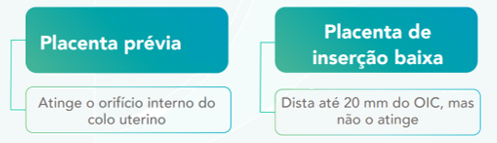 Placenta prévia
Atinge o orifício interno do
colo uterino
Placenta de
inserção baixa
Dista até 20 mm do OIC, mas
não o atinge